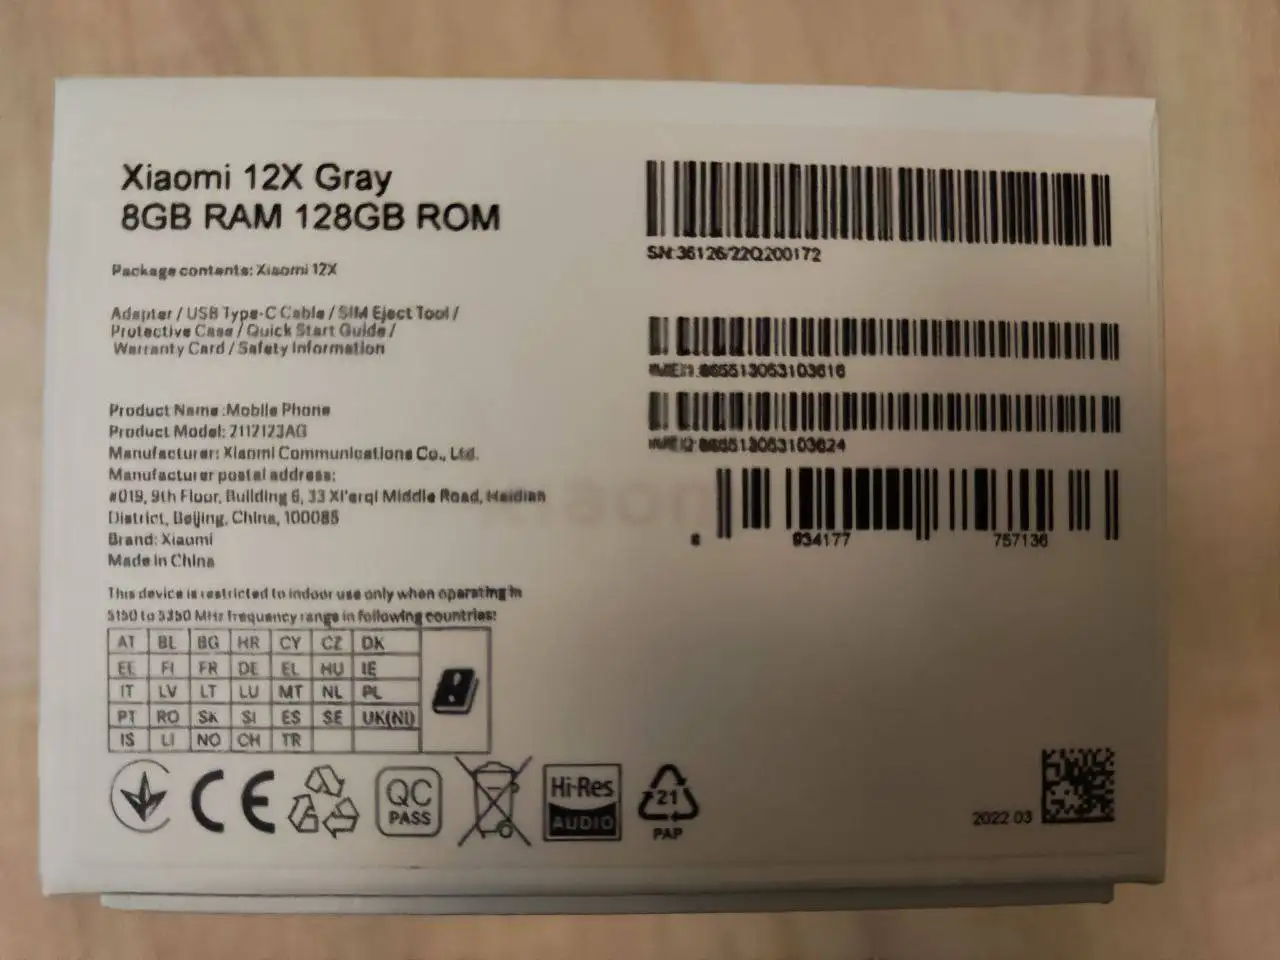 Xiaomi 12X Gray
8GB RAM 128GB ROM
Package contents: Xiaomi 12X
Adapter / USB Type-C Cable / SIM Eject Tool /
Protective Case / Quick Start Guide /
Warranty Card / Safety Information
Product Name :Mobile Phone
Product Model: 2112123AG
Manufacturer: Xiaomi Communications Co., Ltd.
Manufacturer postal address:
#019, 9th Floor, Building 6, 33 Xi'erqi Middle Road, Haidian
District, Beijing, China, 100085
Brand: Xiaomi
Made in China
This device is restricted to indoor use only when operating in
5150 to 5350 MHz frequency range in following countries:
AT BL BG HR CY CZ DK
EE FI FR DE EL HU IE
IT LV LT LU MT NL PL
PT RO SK SI ES SE UK(NI)
IS LI NO CH TR
CE
QC
PASS
Hi-Res
AUDIO
21
PAP
SN:
IMEI1:
IMEI2:
934177 757136
2022 03